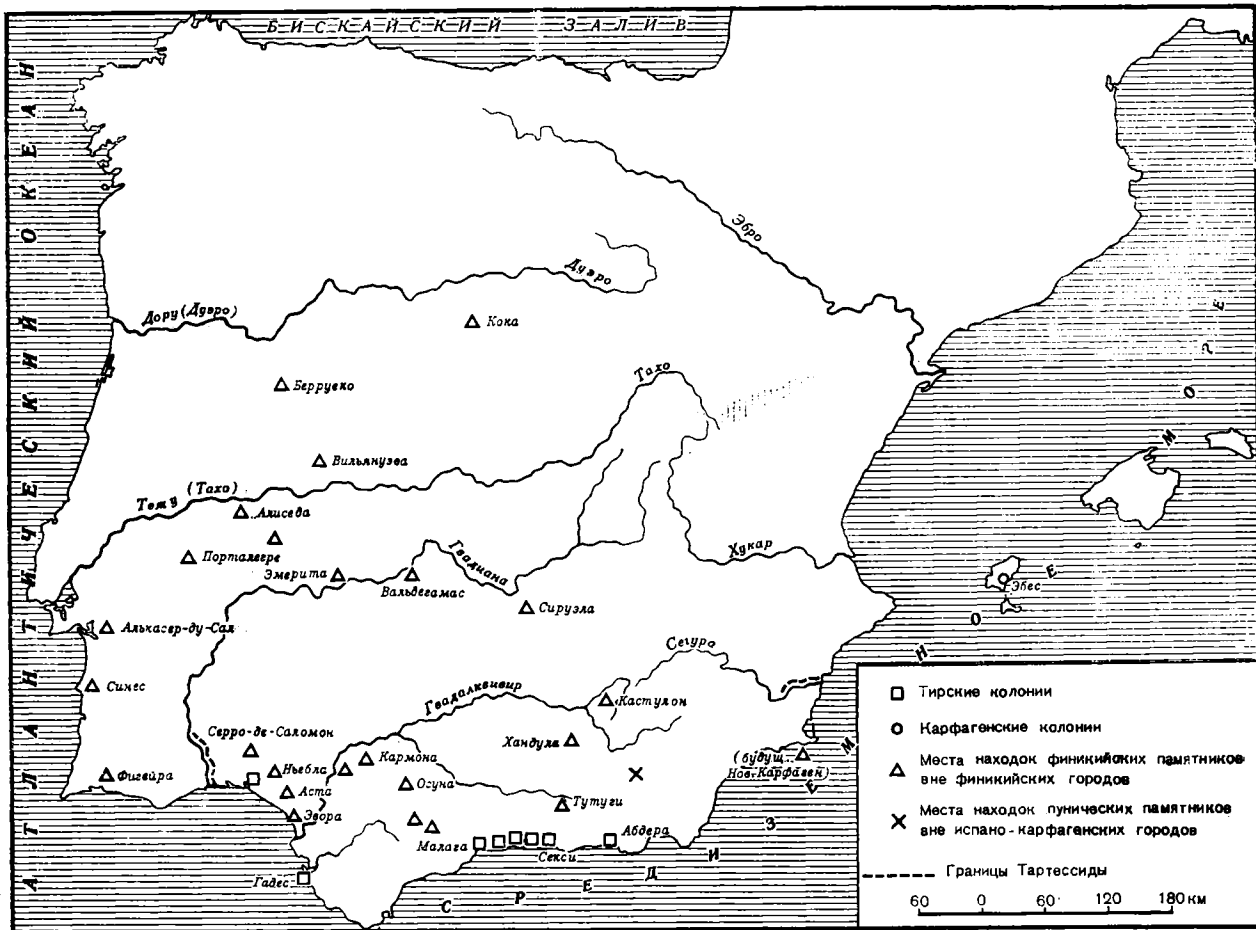 БИСКАЙСКИЙ ЗАЛИВ
АТЛАНТИЧЕСКИЙ ОКЕАН
СРЕДИЗЕМНОЕ МОРЕ
Эбро
Дуэро
Дору (Дуэро)
Кока
Берруеко
Тахо
Вильянуэва
Тежу (Тахо)
Алиседа
Порталегре
Гвадиана
Хукар
Эмерита
Вальдегамас
Эбес
Сируэла
Алькасер-ду-Сал
Сегура
Синес
Гвадалквивир
Кастулон
Серро-де-Саломон
Хандула
Кармона
(будущ.
Нов. Карфаген)
Ньебла
Фигейра
Осуна
Аста
Тутуги
Эвора
Абдера
Малага
Секси
Гадес
Тирские колонии
Карфагенские колонии
Места находок финикийских памятников
вне финикийских городов
Места находок пунических памятников
вне испано-карфагенских городов
Границы Тартессиды
60 0 60 120 180 км